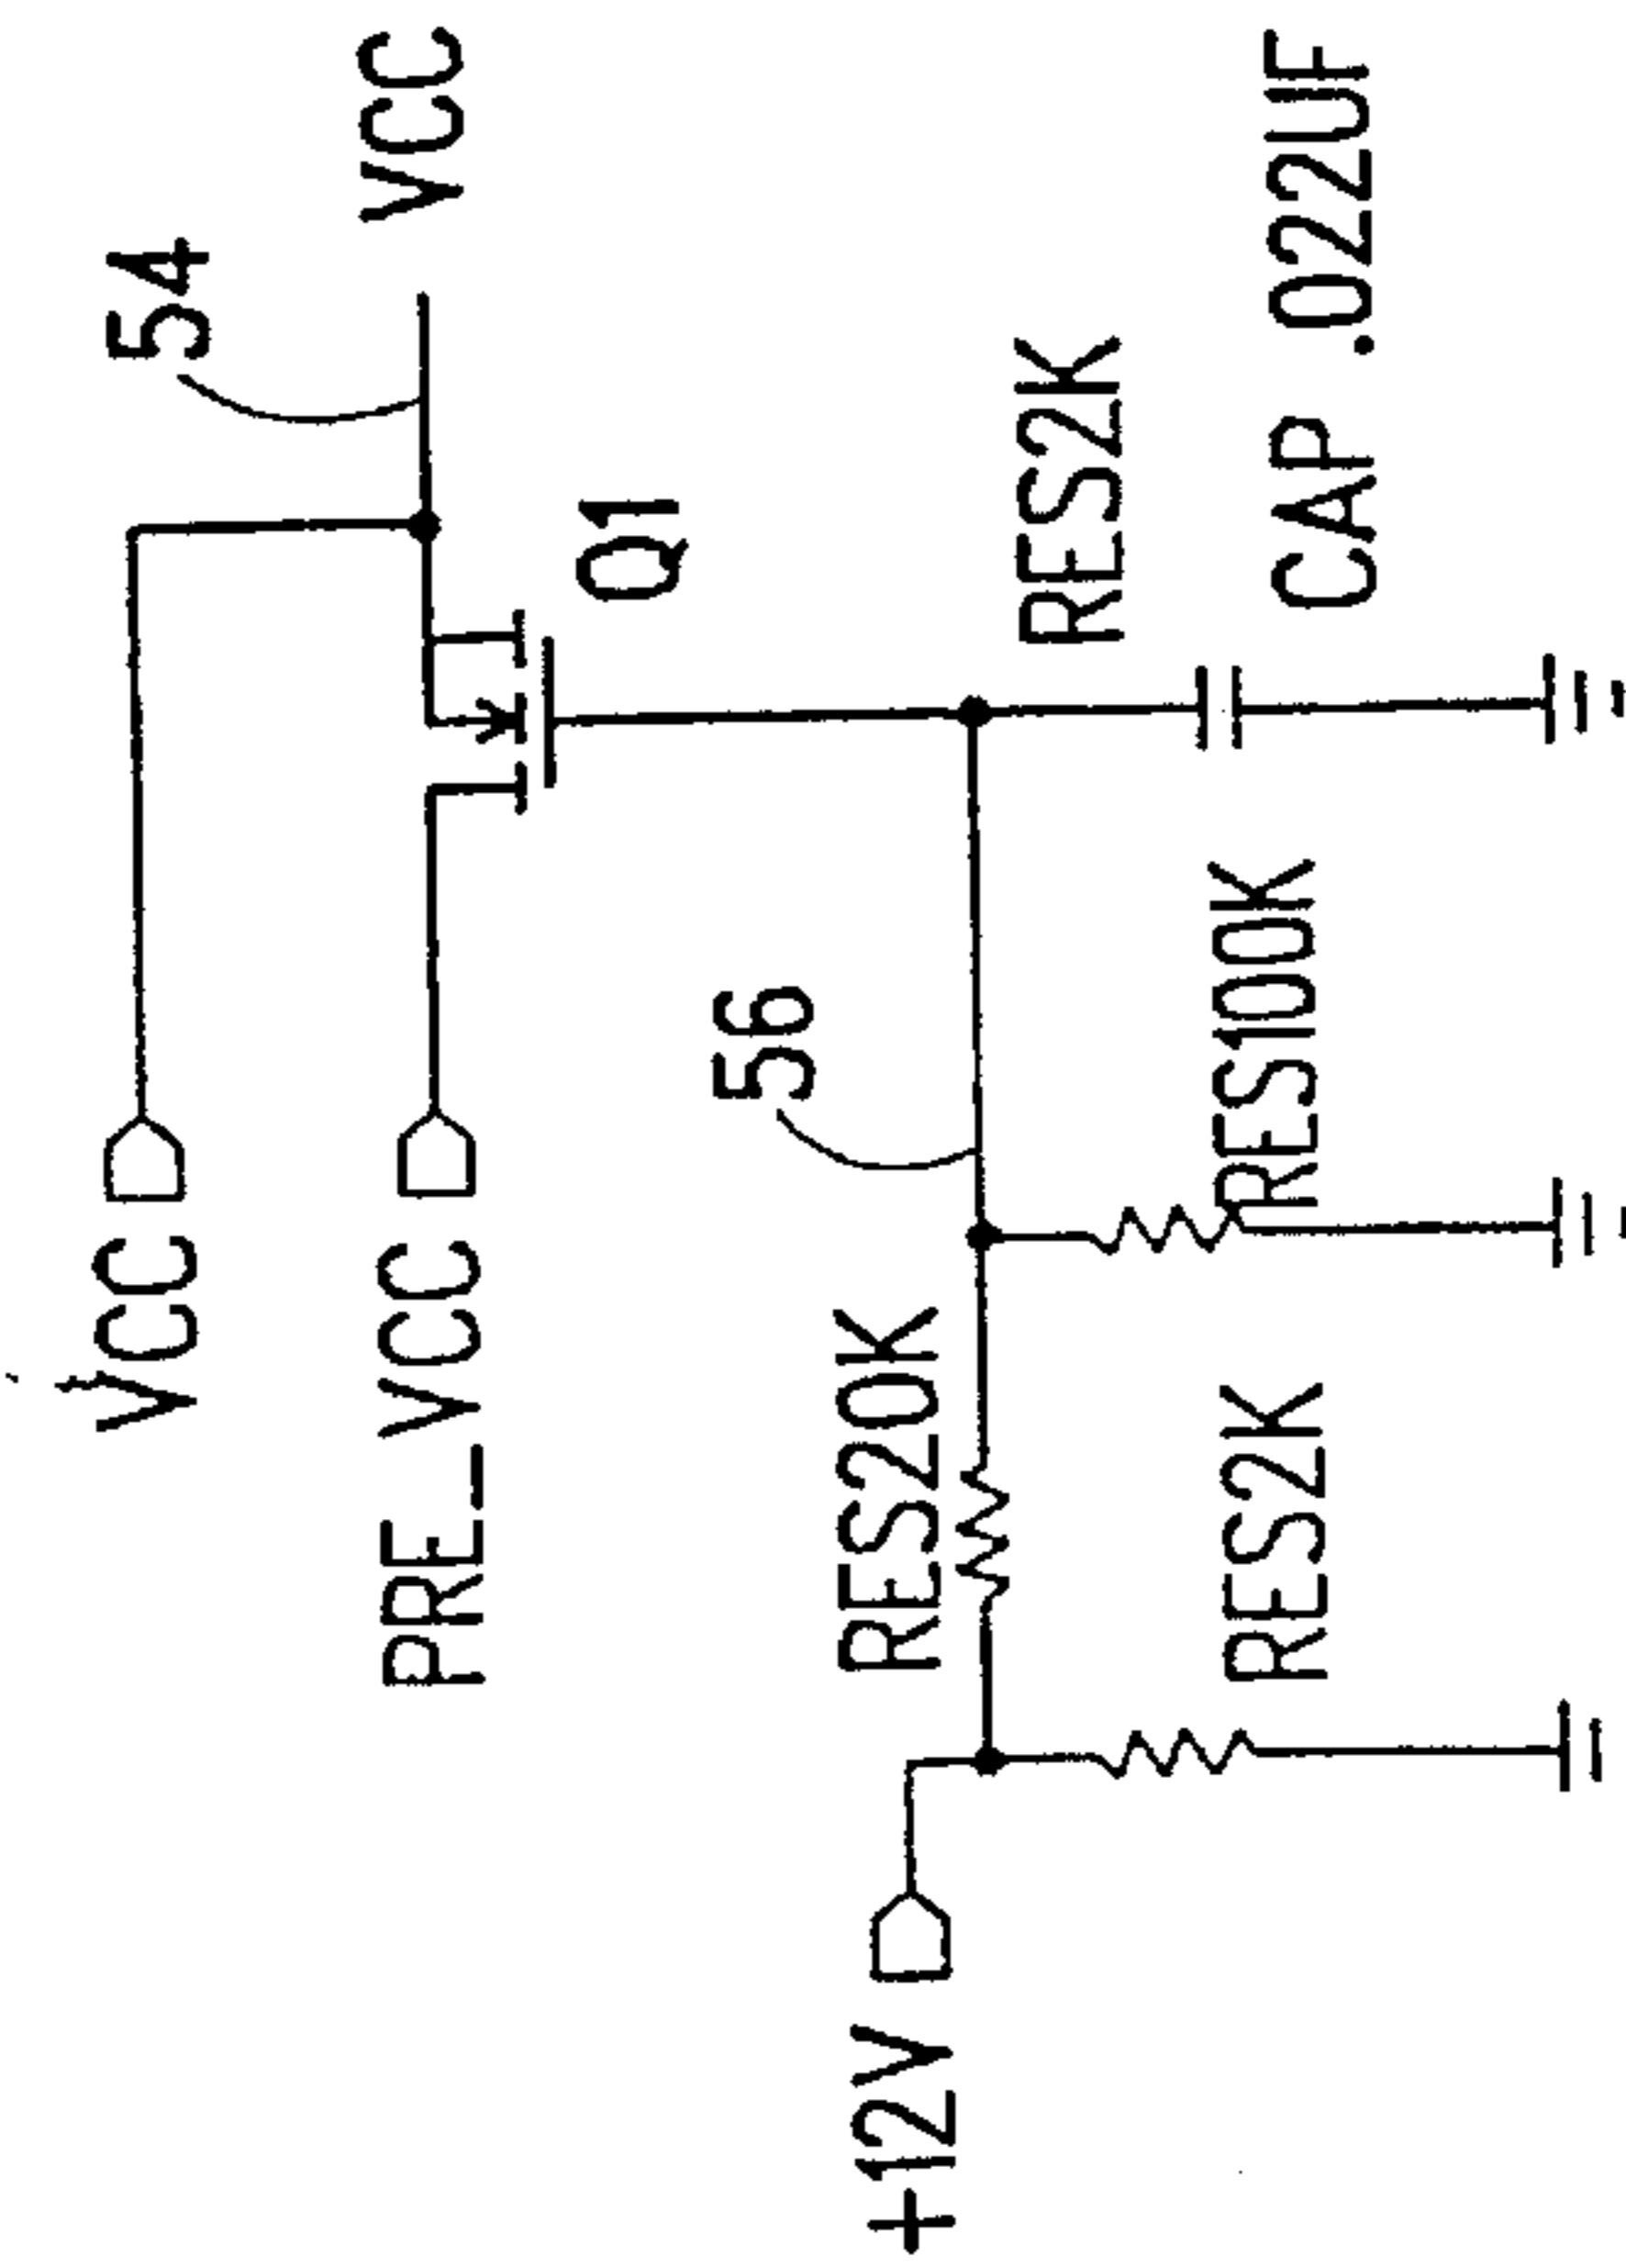 54
VCC
VCC
PRE_VCC
Q1
56
RES20K
+12V
RES2K
RES100K
RES2K
CAP .022UF